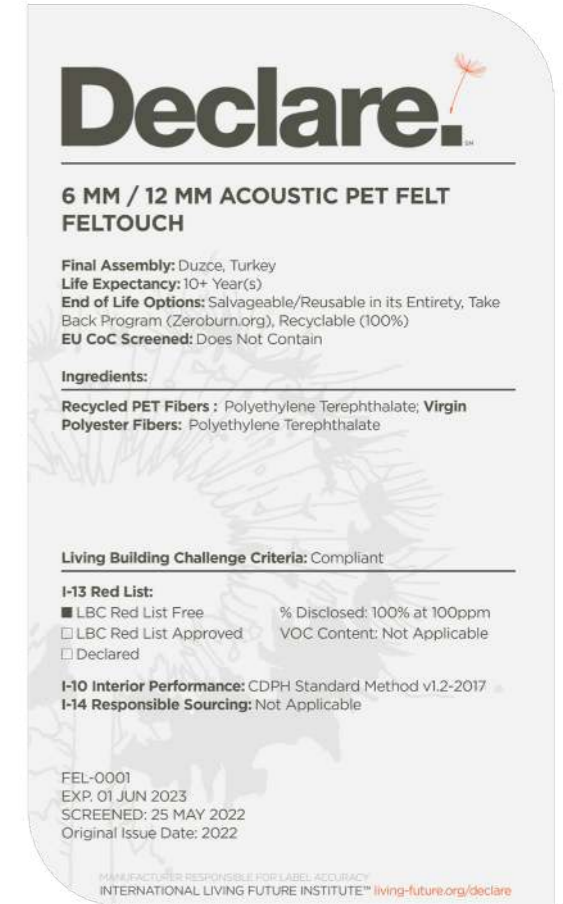 Declare. SM
6 MM / 12 MM ACOUSTIC PET FELT
FELTOUCH
Final Assembly: Duzce, Turkey
Life Expectancy: 10+ Year(s)
End of Life Options: Salvageable/Reusable in its Entirety, Take
Back Program (Zeroburn.org), Recyclable (100%)
EU CoC Screened: Does Not Contain
Ingredients:
Recycled PET Fibers : Polyethylene Terephthalate; Virgin
Polyester Fibers: Polyethylene Terephthalate
Living Building Challenge Criteria: Compliant
I-13 Red List:
■ LBC Red List Free % Disclosed: 100% at 100ppm
□ LBC Red List Approved VOC Content: Not Applicable
□ Declared
I-10 Interior Performance: CDPH Standard Method v1.2-2017
I-14 Responsible Sourcing: Not Applicable
FEL-0001
EXP. 01 JUN 2023
SCREENED: 25 MAY 2022
Original Issue Date: 2022
MANUFACTURER RESPONSIBLE FOR LABEL ACCURACY
INTERNATIONAL LIVING FUTURE INSTITUTE™ living-future.org/declare